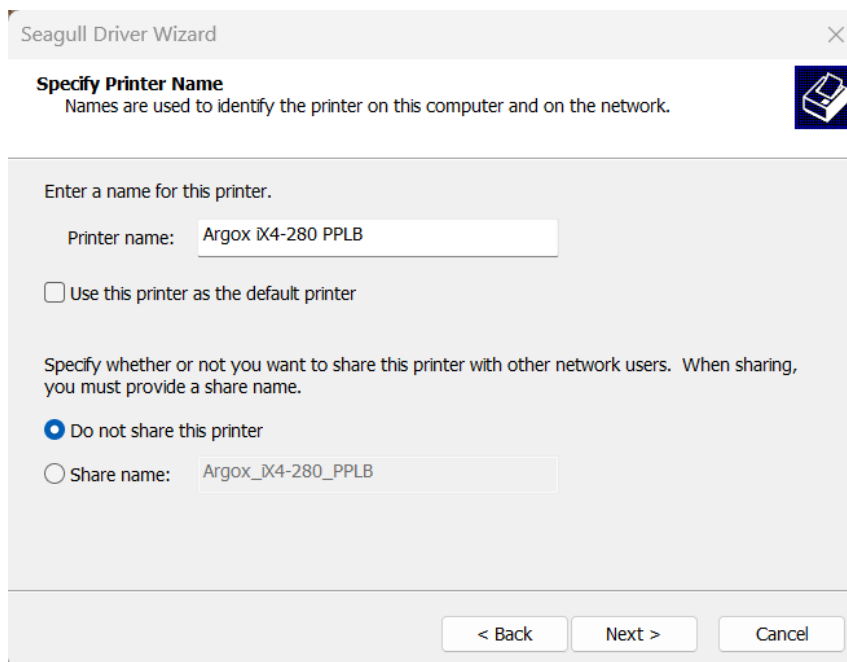 Seagull Driver Wizard
Specify Printer Name
Names are used to identify the printer on this computer and on the network.
Enter a name for this printer.
Printer name: Argox iX4-280 PPLB
Use this printer as the default printer
Specify whether or not you want to share this printer with other network users.  When sharing,
you must provide a share name.
Do not share this printer
Share name: Argox_iX4-280_PPLB
< Back Next > Cancel